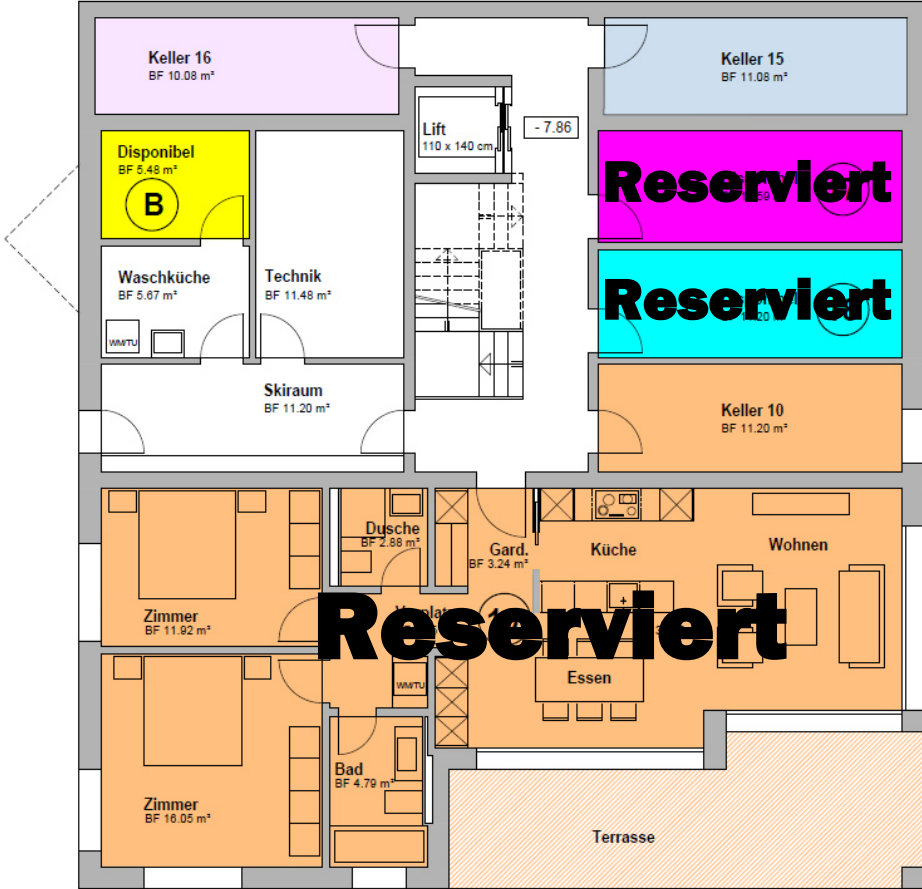 Keller 16
BF 10.08 m²
Keller 15
BF 11.08 m²
Lift
110 x 140 cm
- 7.86
Disponibel
BF 5.48 m²
B
Reserviert
Waschküche
BF 5.67 m²
WM/TU
Technik
BF 11.48 m²
Reserviert
Skiraum
BF 11.20 m²
Keller 10
BF 11.20 m²
Dusche
BF 2.88 m²
Gard.
BF 3.24 m²
Küche
Wohnen
Zimmer
BF 11.92 m²
Reserviert
WM/TU
Essen
Bad
BF 4.79 m²
Zimmer
BF 16.05 m²
Terrasse